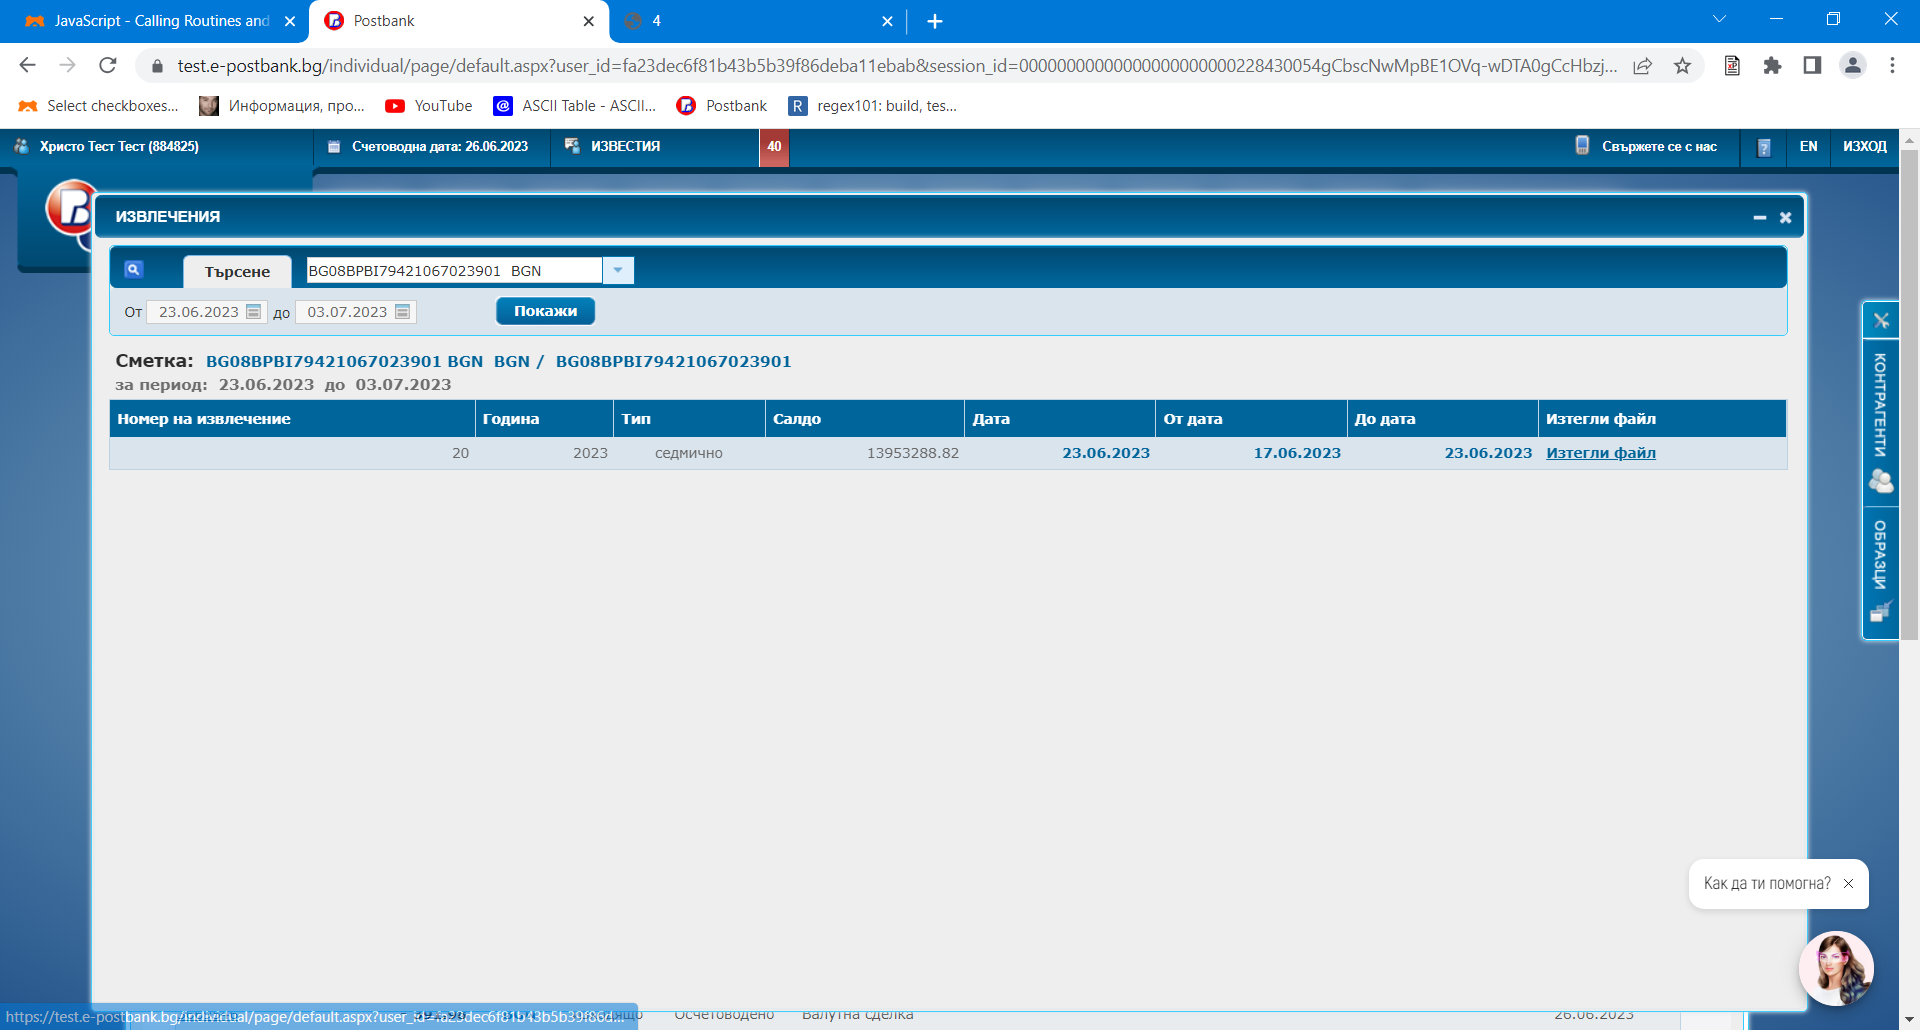 JavaScript - Calling Routines and
Postbank
4
test.e-postbank.bg/individual/page/default.aspx?user_id=fa23dec6f81b43b5b39f86deba11ebab&session_id=
Select checkboxes...
Информация, про...
YouTube
ASCII Table - ASCII...
Postbank
R
regex101: build, tes...
Христо Тест Тест (884825)
Счетоводна дата: 26.06.2023
ИЗВЕСТИЯ
40
Свържете се с нас
EN
ИЗХОД
ИЗВЛЕЧЕНИЯ
Търсене
BG08BPBI79421067023901 BGN
От 23.06.2023 до 03.07.2023
Покажи
Сметка: BG08BPBI79421067023901 BGN BGN / BG08BPBI79421067023901
за период: 23.06.2023 до 03.07.2023
Номер на извлечение Година Тип Салдо Дата От дата До дата Изтегли файл
20 2023 седмично 13953288.82 23.06.2023 17.06.2023 23.06.2023 Изтегли файл
КОНТРАГЕНТИ
ОБРАЗЦИ
Как да ти помогна?
https://test.e-postbank.bg/individual/page/default.aspx?user_id=fa23dec6f81b43b5b39f86d...
Осчетоводено
Валутна сделка
26.06.2023